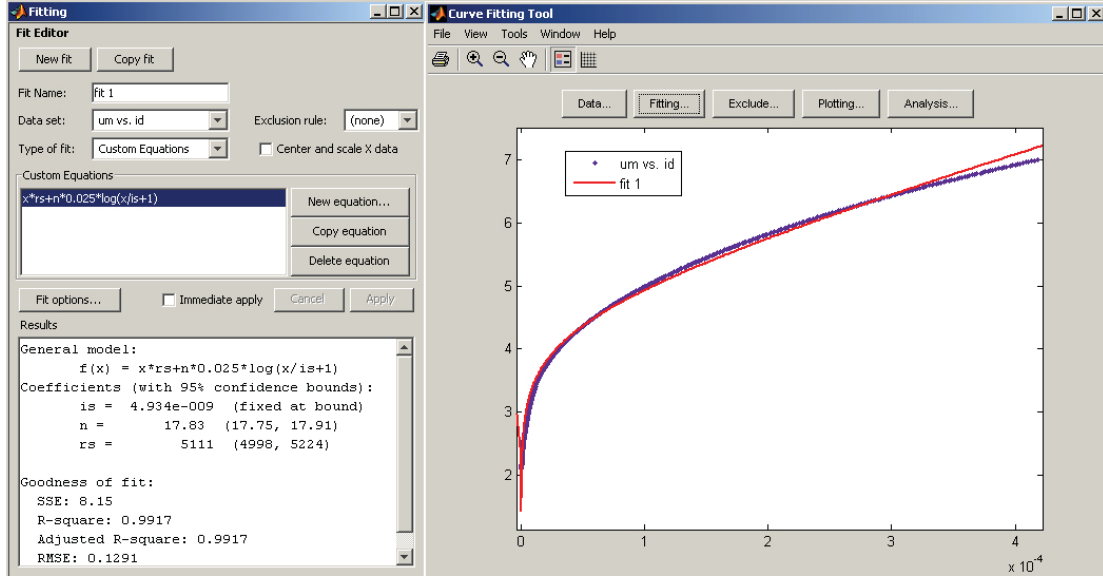 Fitting
Fit Editor
New fit
Copy fit
Fit Name:
fit 1
Data set:
um vs. id
Exclusion rule:
(none)
Type of fit:
Custom Equations
Center and scale X data
Custom Equations
x*rs+n*0.025*log(x/is+1)
New equation...
Copy equation
Delete equation
Fit options...
Immediate apply
Cancel
Apply
Results
General model:
f(x) = x*rs+n*0.025*log(x/is+1)
Coefficients (with 95% confidence bounds):
is = 4.934e-009 (fixed at bound)
n = 17.83 (17.75, 17.91)
rs = 5111 (4998, 5224)
Goodness of fit:
SSE: 8.15
R-square: 0.9917
Adjusted R-square: 0.9917
RMSE: 0.1291
Curve Fitting Tool
File View Tools Window Help
Data...
Fitting...
Exclude...
Plotting...
Analysis...
um vs. id
fit 1
7
6
5
4
3
2
0 1 2 3 4
x 10⁻⁴